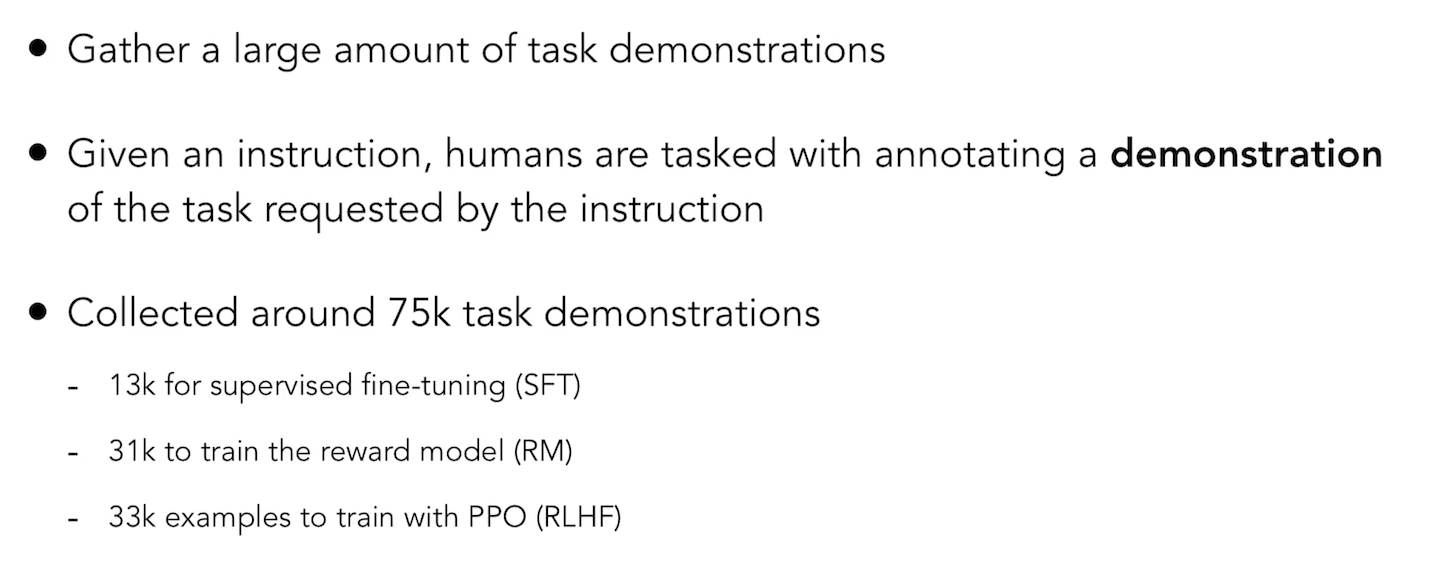 • Gather a large amount of task demonstrations
• Given an instruction, humans are tasked with annotating a demonstration
of the task requested by the instruction
• Collected around 75k task demonstrations
- 13k for supervised fine-tuning (SFT)
- 31k to train the reward model (RM)
- 33k examples to train with PPO (RLHF)